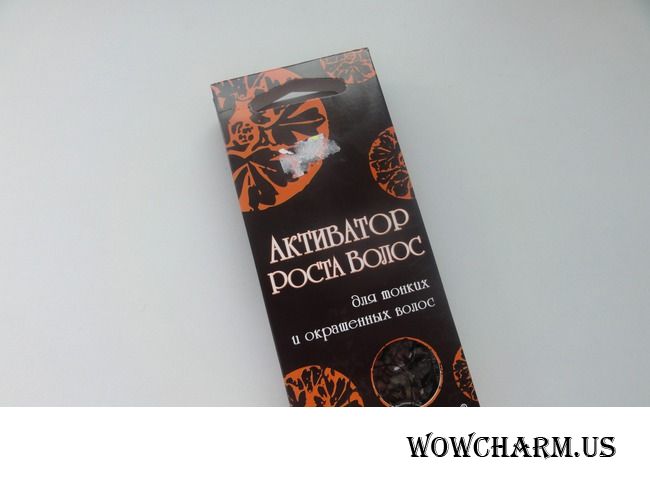 АКТИВАТОР
РОСТА ВОЛОС
для тонких
и окрашенных волос
®
WOWCHARM.US